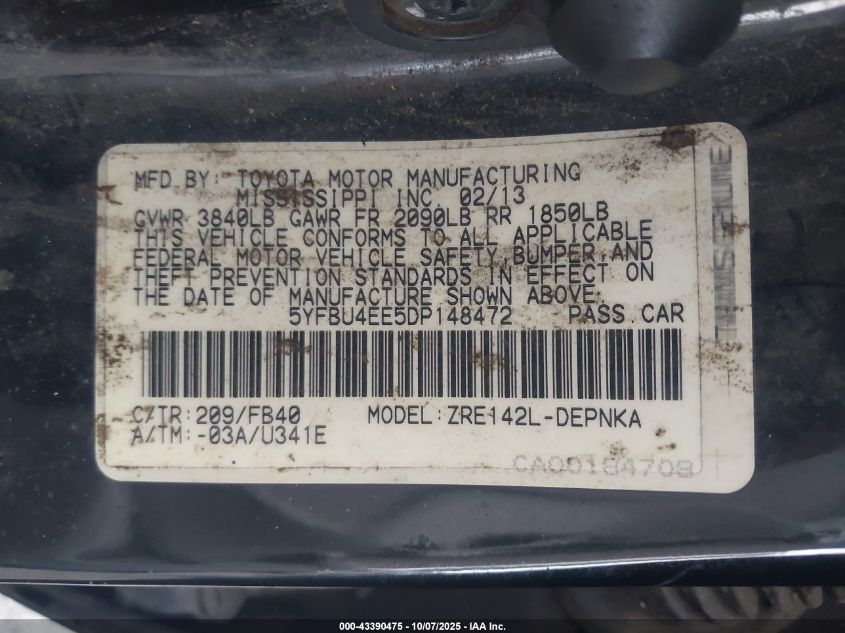 MFD. BY: TOYOTA MOTOR MANUFACTURING
MISSISSIPPI INC. 02/13
GVWR 3840LB GAWR FR 2090LB RR 1850LB
THIS VEHICLE CONFORMS TO ALL APPLICABLE
FEDERAL MOTOR VEHICLE SAFETY, BUMPER, AND
THEFT PREVENTION STANDARDS IN EFFECT ON
THE DATE OF MANUFACTURE SHOWN ABOVE.
5YFBU4EE5DP148472 PASS.CAR
C/TR: 209/FB40 MODEL: ZRE142L-DEPNKA
A/TM: -03A/U341E
CA00184708
000-43390475 - 10/07/2025 - IAA Inc.